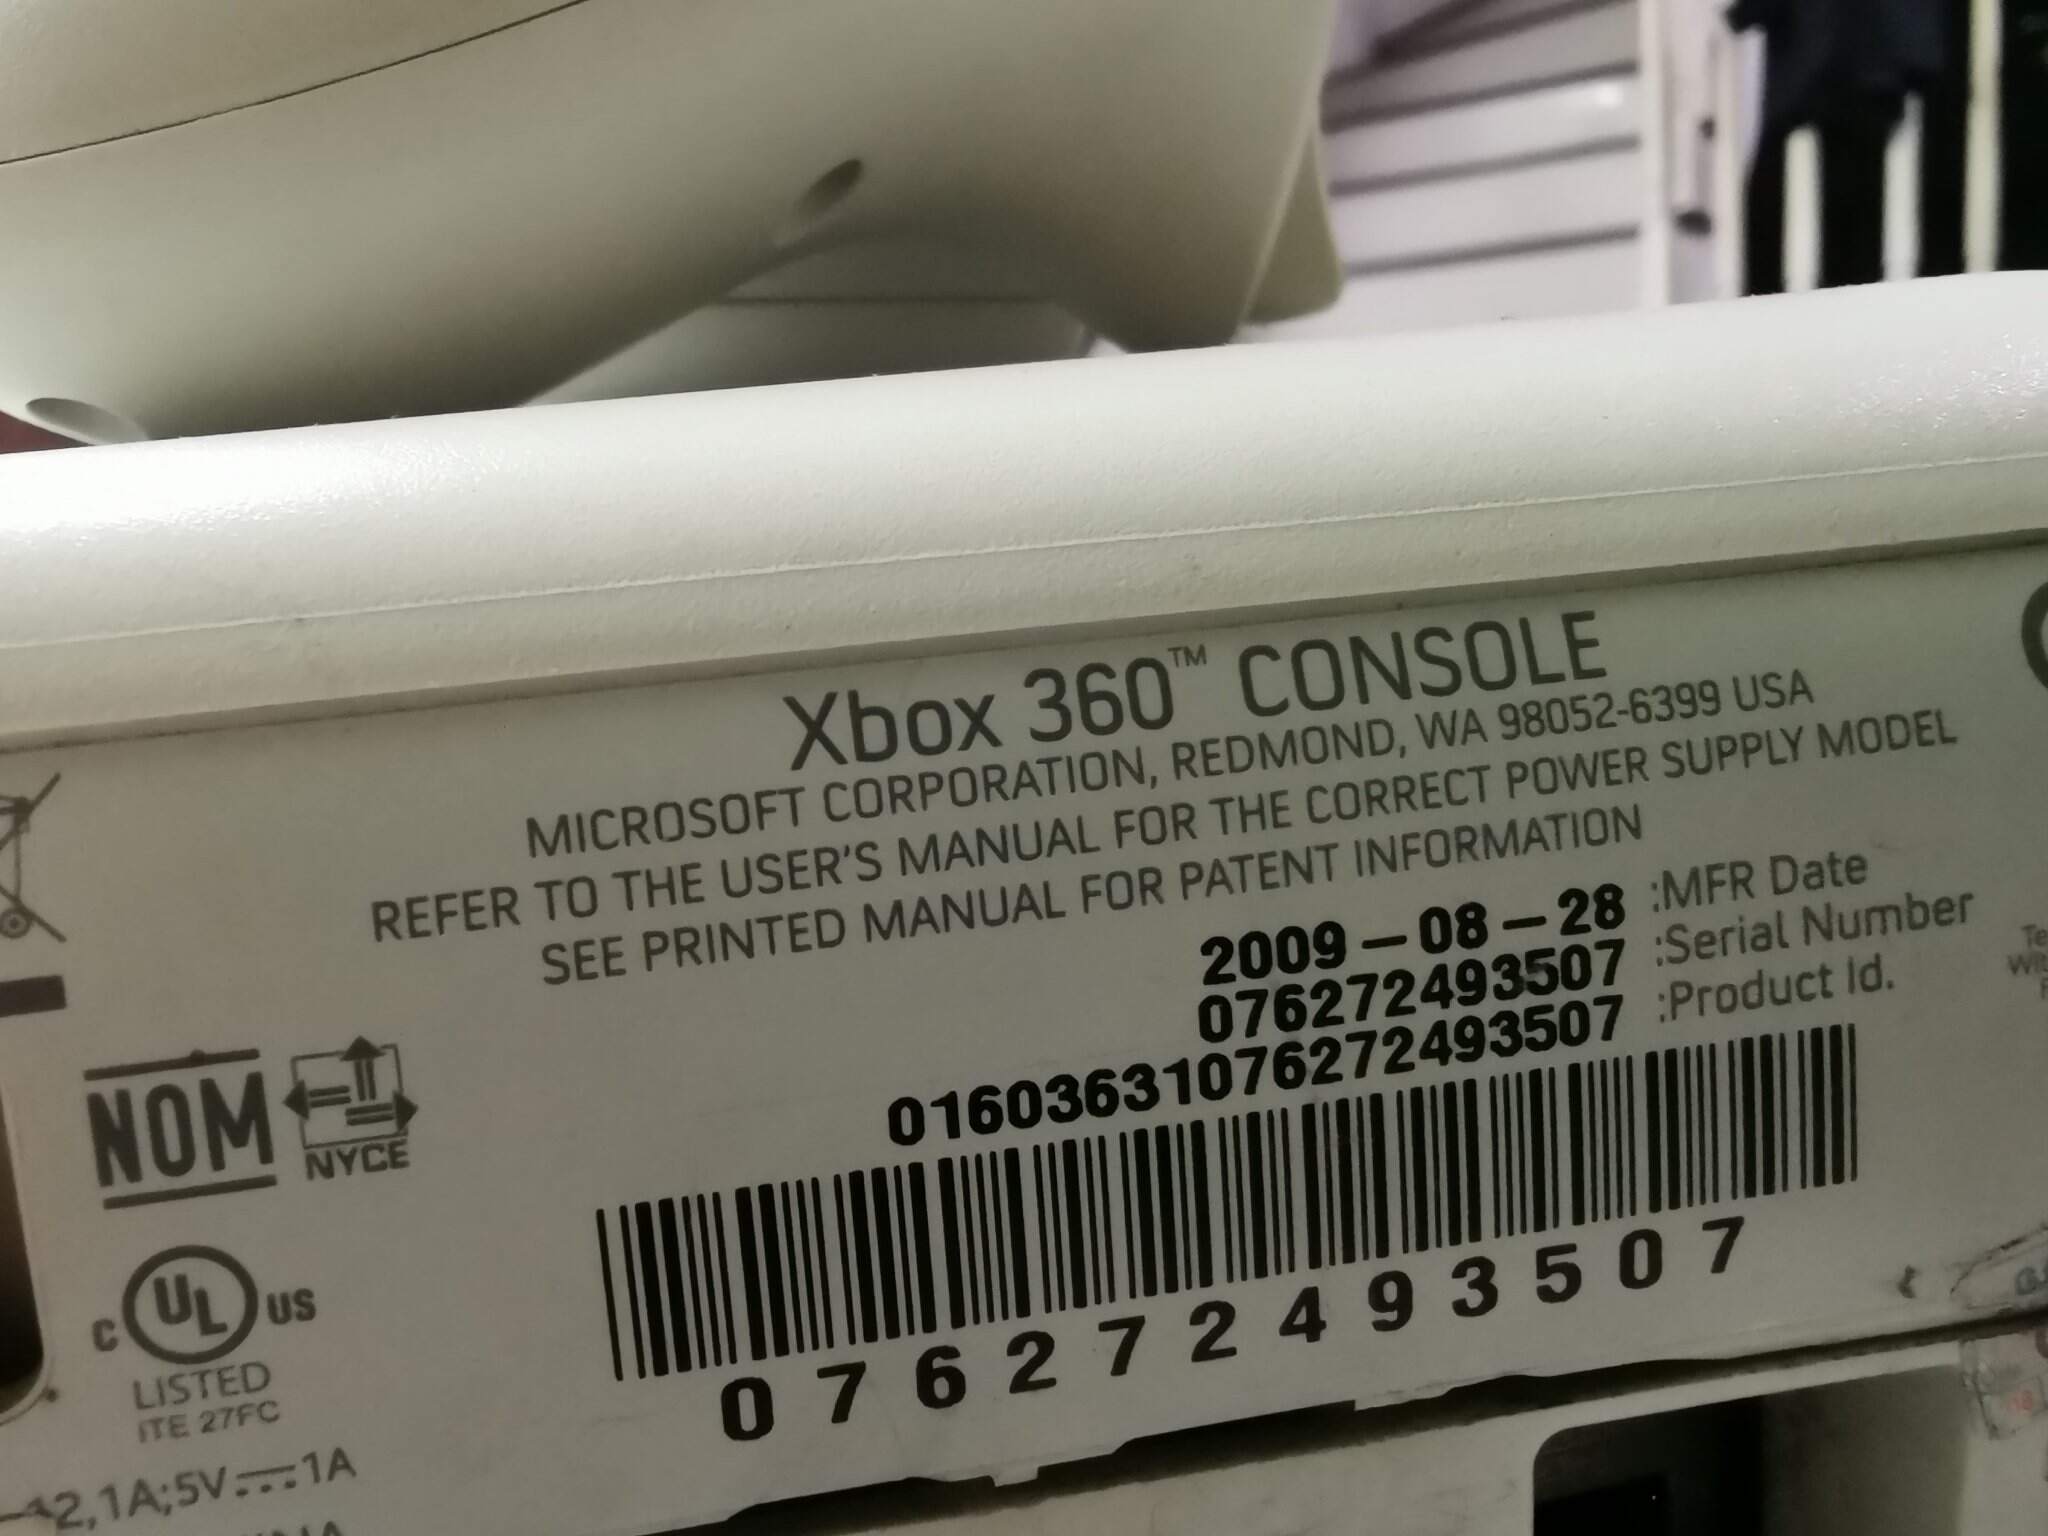 Xbox 360™ CONSOLE
MICROSOFT CORPORATION, REDMOND, WA 98052-6399 USA
REFER TO THE USER'S MANUAL FOR THE CORRECT POWER SUPPLY MODEL
SEE PRINTED MANUAL FOR PATENT INFORMATION
2009-08-28 :MFR Date
076272493507 :Serial Number
01603631076272493507 :Product Id.
NOM
NYCE
076272493507
C UL US
LISTED
ITE 27FC
2,1A;5V⎓1A